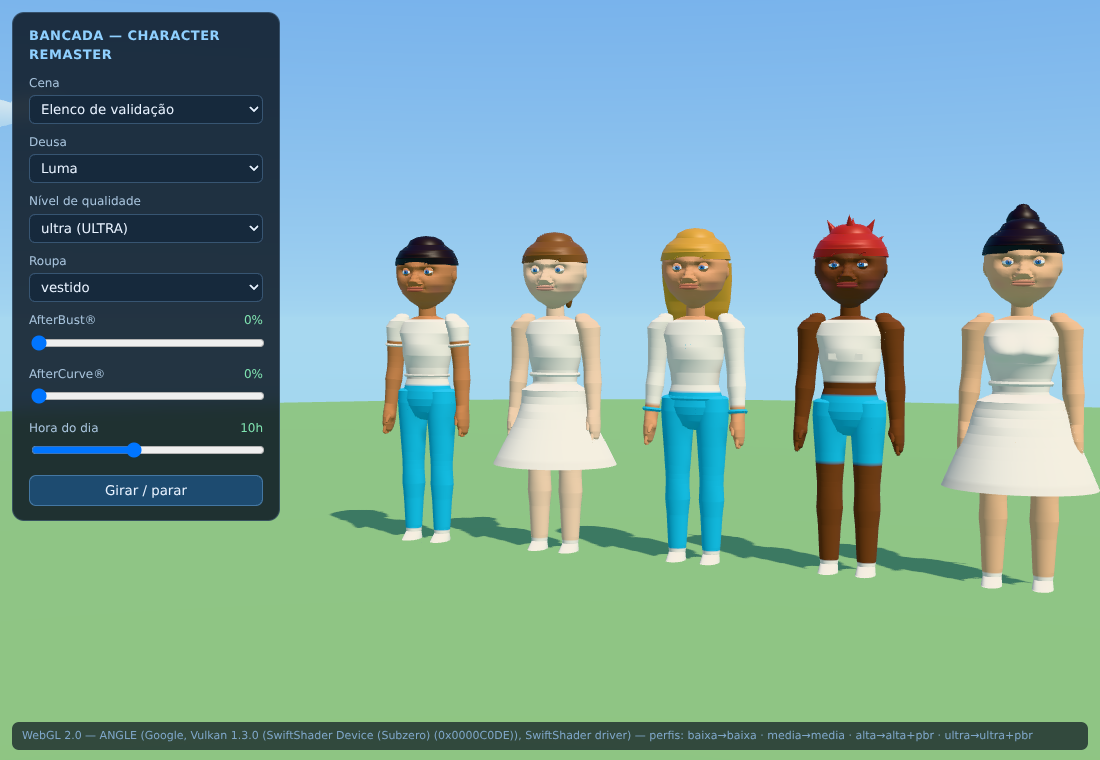 BANCADA — CHARACTER
REMASTER
Cena
Elenco de validação
Deusa
Luma
Nível de qualidade
ultra (ULTRA)
Roupa
vestido
AfterBust® 0%
AfterCurve® 0%
Hora do dia 10h
Girar / parar
WebGL 2.0 — ANGLE (Google, Vulkan 1.3.0 (SwiftShader Device (Subzero) (0x0000C0DE)), SwiftShader driver) — perfis: baixa→baixa · media→media · alta→alta+pbr · ultra→ultra+pbr